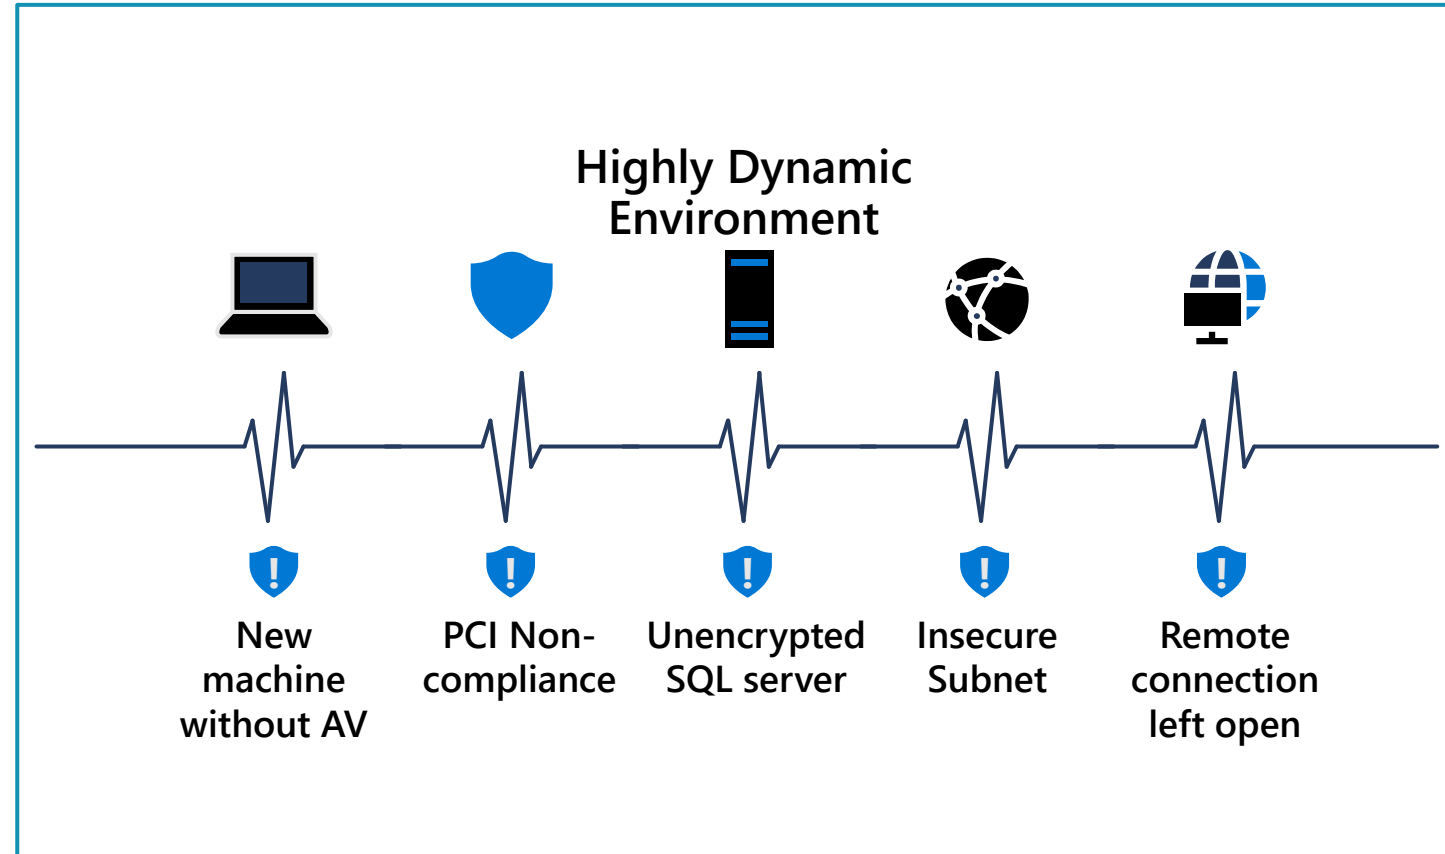 Highly Dynamic
Environment
New
machine
without AV
PCI Non-
compliance
Unencrypted
SQL server
Insecure
Subnet
Remote
connection
left open